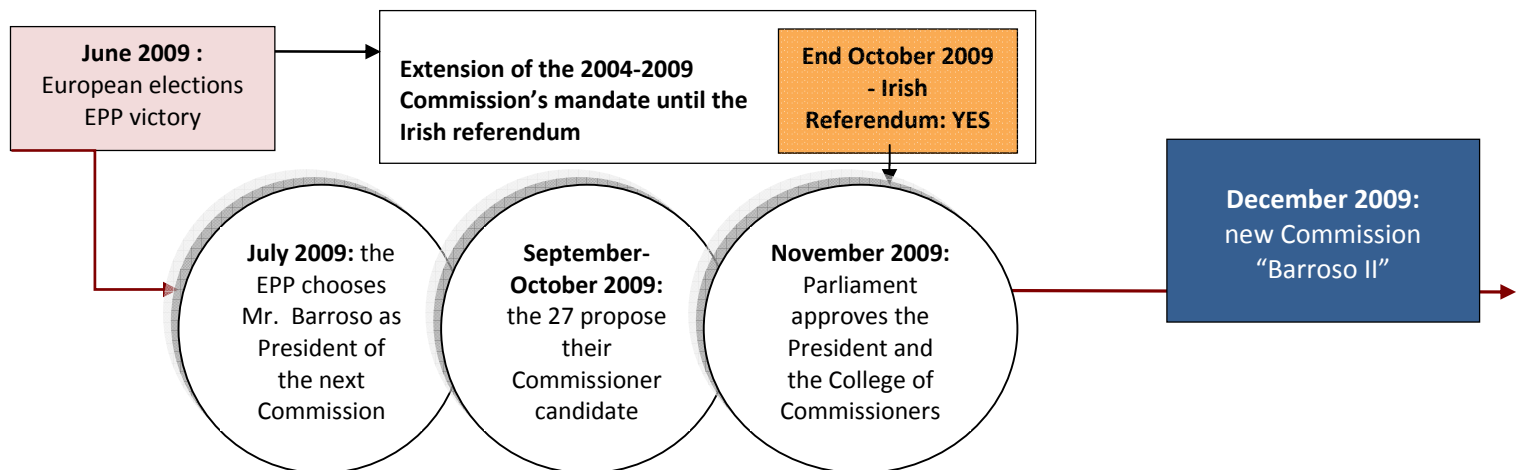 June 2009 :
European elections
EPP victory
Extension of the 2004-2009
Commission’s mandate until the
Irish referendum
End October 2009
- Irish
Referendum: YES
July 2009: the
EPP chooses
Mr. Barroso as
President of
the next
Commission
September-
October 2009:
the 27 propose
their
Commissioner
candidate
November 2009:
Parliament
approves the
President and
the College of
Commissioners
December 2009:
new Commission
“Barroso II”